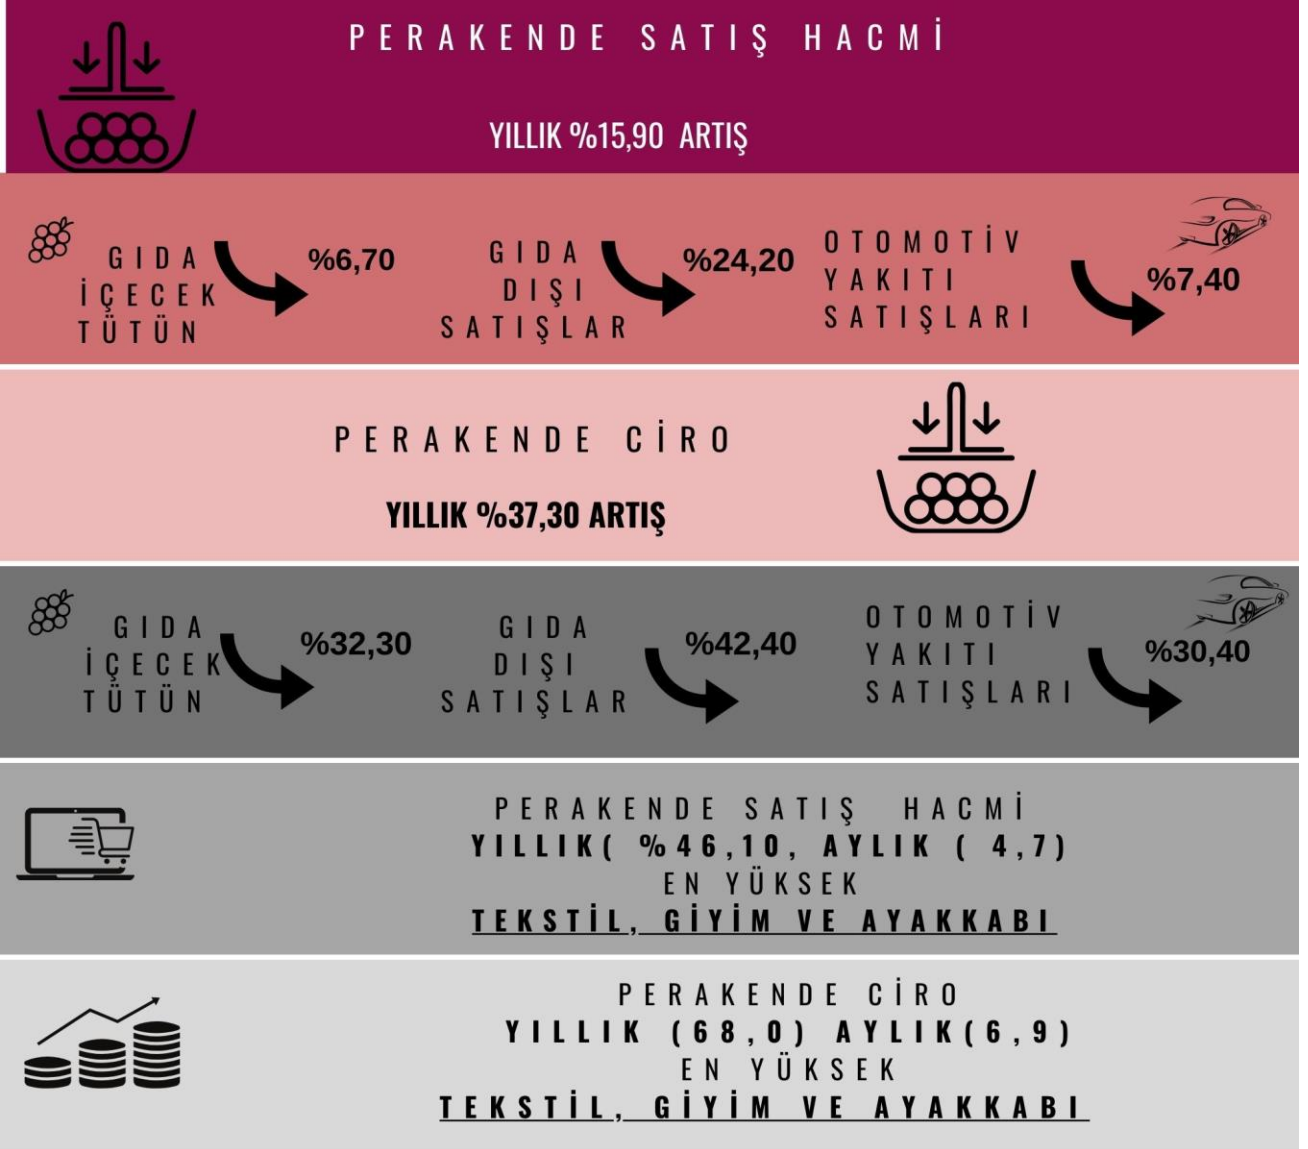 PERAKENDE SATIŞ HACMİ
YILLIK %15,90 ARTIŞ
GIDA
İÇECEK
TÜTÜN
%6,70
GIDA
DIŞI
SATIŞLAR
%24,20
OTOMOTİV
YAKITI
SATIŞLARI
%7,40
PERAKENDE CİRO
YILLIK %37,30 ARTIŞ
GIDA
İÇECEK
TÜTÜN
%32,30
GIDA
DIŞI
SATIŞLAR
%42,40
OTOMOTİV
YAKITI
SATIŞLARI
%30,40
PERAKENDE SATIŞ HACMİ
YILLIK( %46,10, AYLIK ( 4,7)
EN YÜKSEK
TEKSTİL, GİYİM VE AYAKKABI
PERAKENDE CİRO
YILLIK (68,0) AYLIK(6,9)
EN YÜKSEK
TEKSTİL, GİYİM VE AYAKKABI